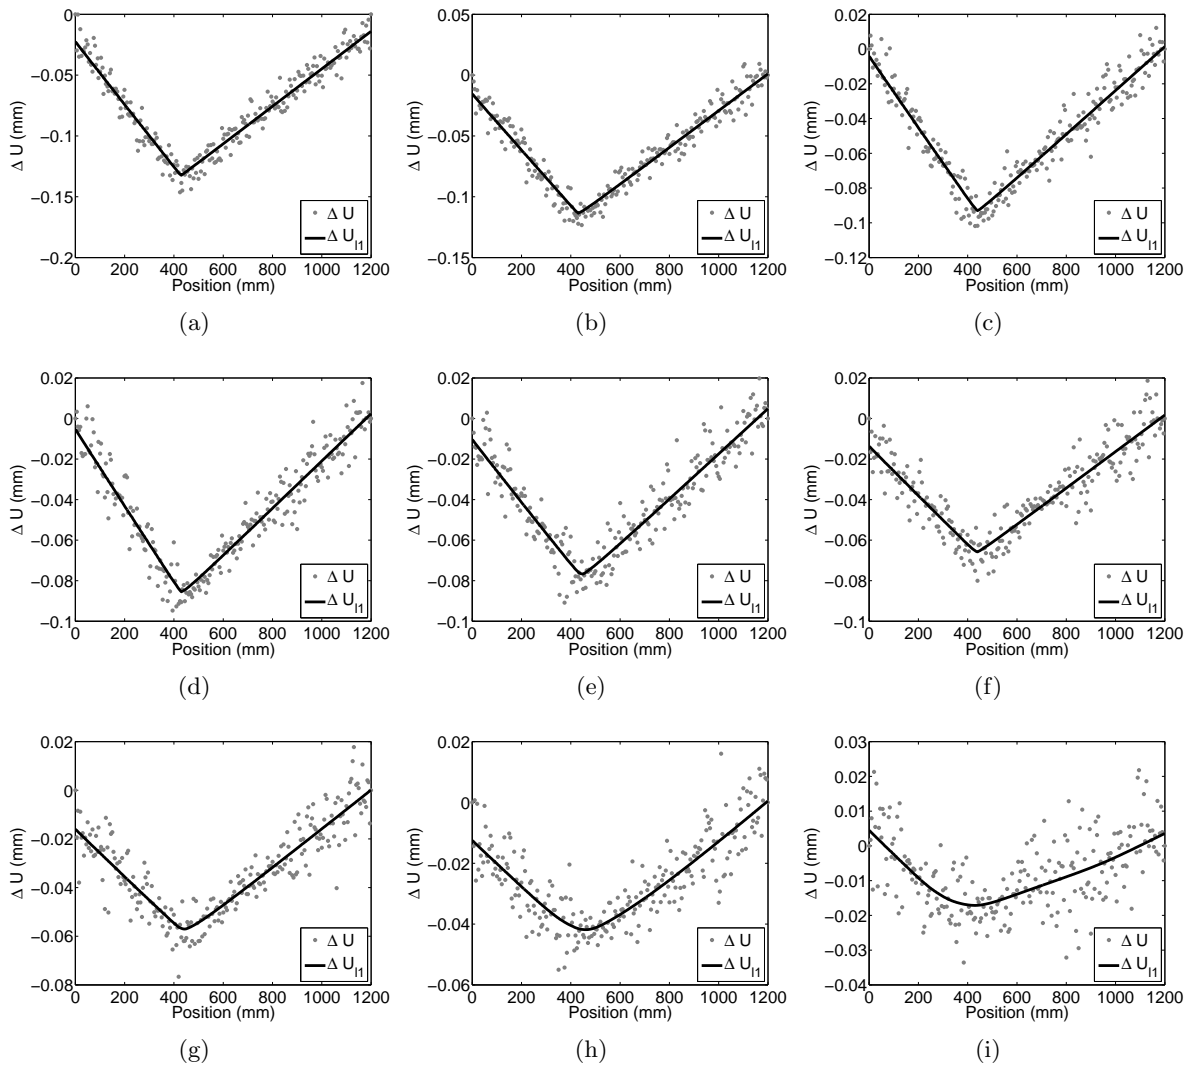 0
−0.05
−0.1
−0.15
−0.2
Δ U (mm)
0 200 400 600 800 1000 1200
Position (mm)
Δ U
Δ U_l1
(a)
0.05
0
−0.05
−0.1
−0.15
Δ U (mm)
0 200 400 600 800 1000 1200
Position (mm)
Δ U
Δ U_l1
(b)
0.02
0
−0.02
−0.04
−0.06
−0.08
−0.1
−0.12
Δ U (mm)
0 200 400 600 800 1000 1200
Position (mm)
Δ U
Δ U_l1
(c)
0.02
0
−0.02
−0.04
−0.06
−0.08
−0.1
Δ U (mm)
0 200 400 600 800 1000 1200
Position (mm)
Δ U
Δ U_l1
(d)
0.02
0
−0.02
−0.04
−0.06
−0.08
−0.1
Δ U (mm)
0 200 400 600 800 1000 1200
Position (mm)
Δ U
Δ U_l1
(e)
0.02
0
−0.02
−0.04
−0.06
−0.08
−0.1
Δ U (mm)
0 200 400 600 800 1000 1200
Position (mm)
Δ U
Δ U_l1
(f)
0.02
0
−0.02
−0.04
−0.06
−0.08
Δ U (mm)
0 200 400 600 800 1000 1200
Position (mm)
Δ U
Δ U_l1
(g)
0.02
0
−0.02
−0.04
−0.06
Δ U (mm)
0 200 400 600 800 1000 1200
Position (mm)
Δ U
Δ U_l1
(h)
0.03
0.02
0.01
0
−0.01
−0.02
−0.03
−0.04
Δ U (mm)
0 200 400 600 800 1000 1200
Position (mm)
Δ U
Δ U_l1
(i)